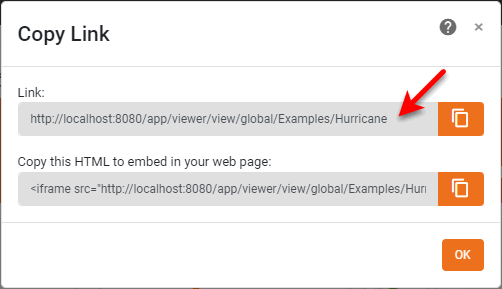 Copy Link
Link:
http://localhost:8080/app/viewer/view/global/Examples/Hurricane
Copy this HTML to embed in your web page:
<iframe src="http://localhost:8080/app/viewer/view/global/Examples/Hurri
OK